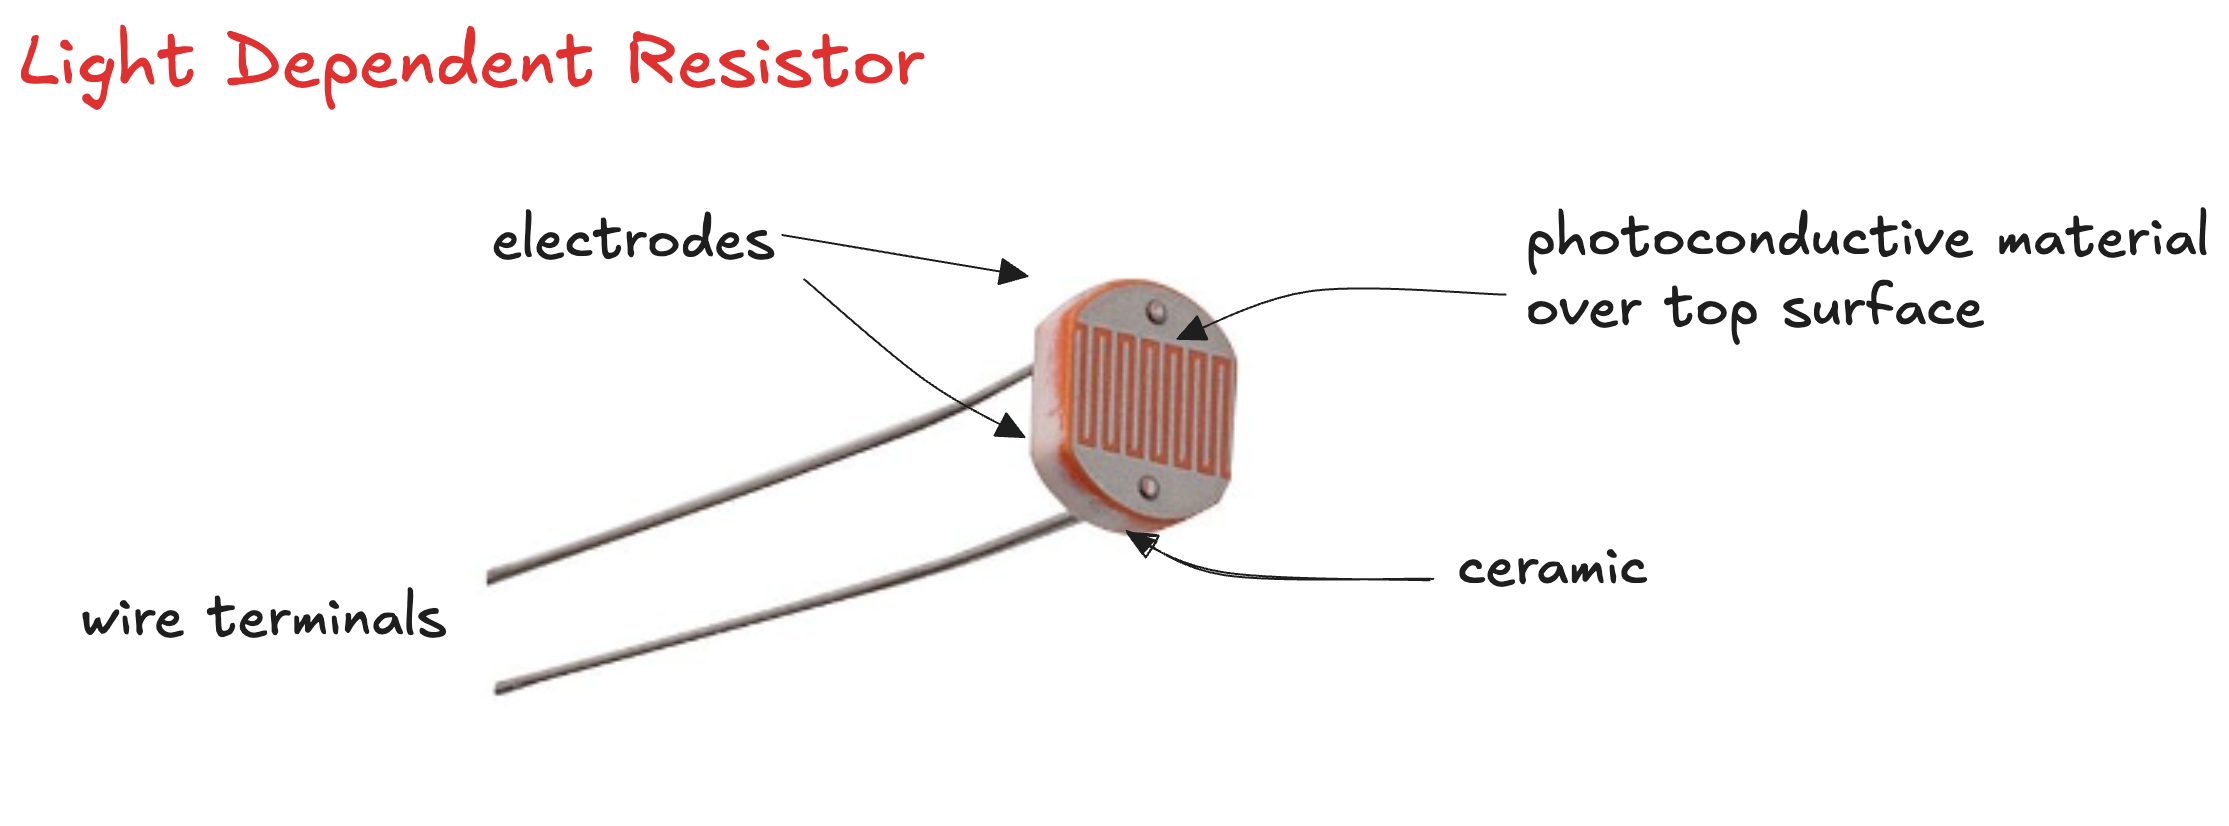 Light Dependent Resistor
electrodes
photoconductive material
over top surface
ceramic
wire terminals